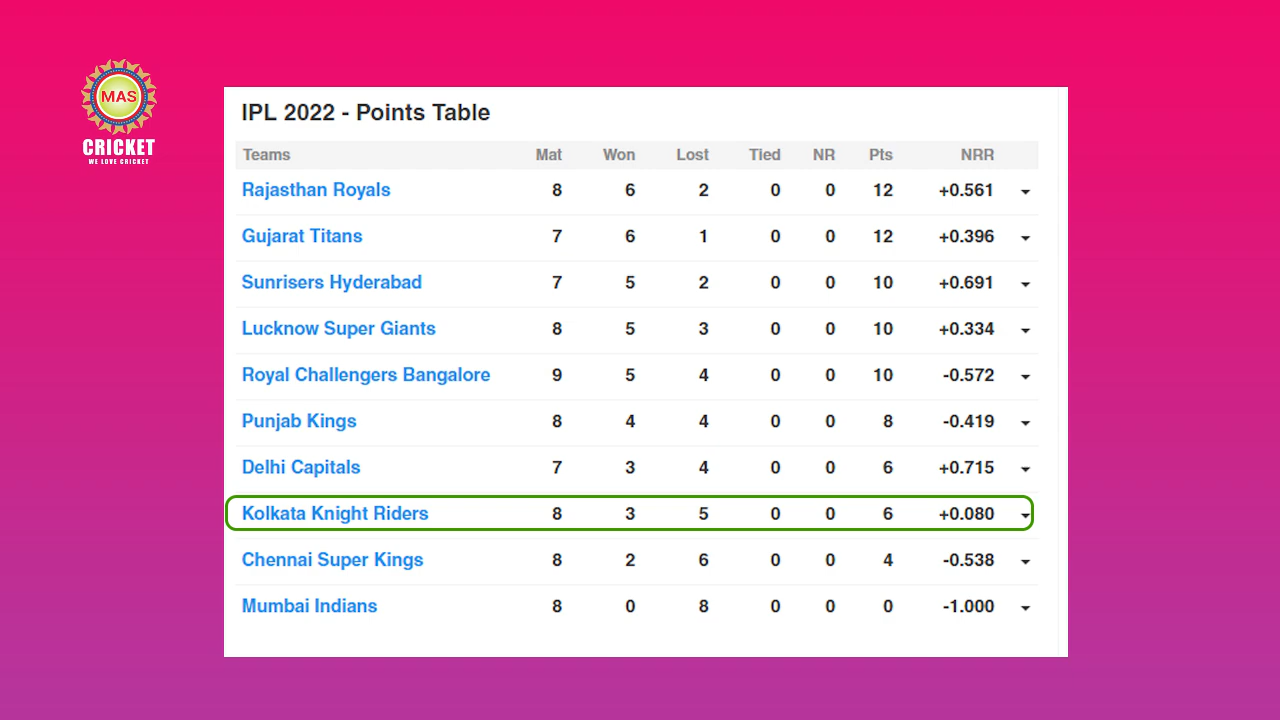 MAS
CRICKET
WE LOVE CRICKET
IPL 2022 - Points Table
Teams Mat Won Lost Tied NR Pts NRR
Rajasthan Royals 8 6 2 0 0 12 +0.561
Gujarat Titans 7 6 1 0 0 12 +0.396
Sunrisers Hyderabad 7 5 2 0 0 10 +0.691
Lucknow Super Giants 8 5 3 0 0 10 +0.334
Royal Challengers Bangalore 9 5 4 0 0 10 -0.572
Punjab Kings 8 4 4 0 0 8 -0.419
Delhi Capitals 7 3 4 0 0 6 +0.715
Kolkata Knight Riders 8 3 5 0 0 6 +0.080
Chennai Super Kings 8 2 6 0 0 4 -0.538
Mumbai Indians 8 0 8 0 0 0 -1.000